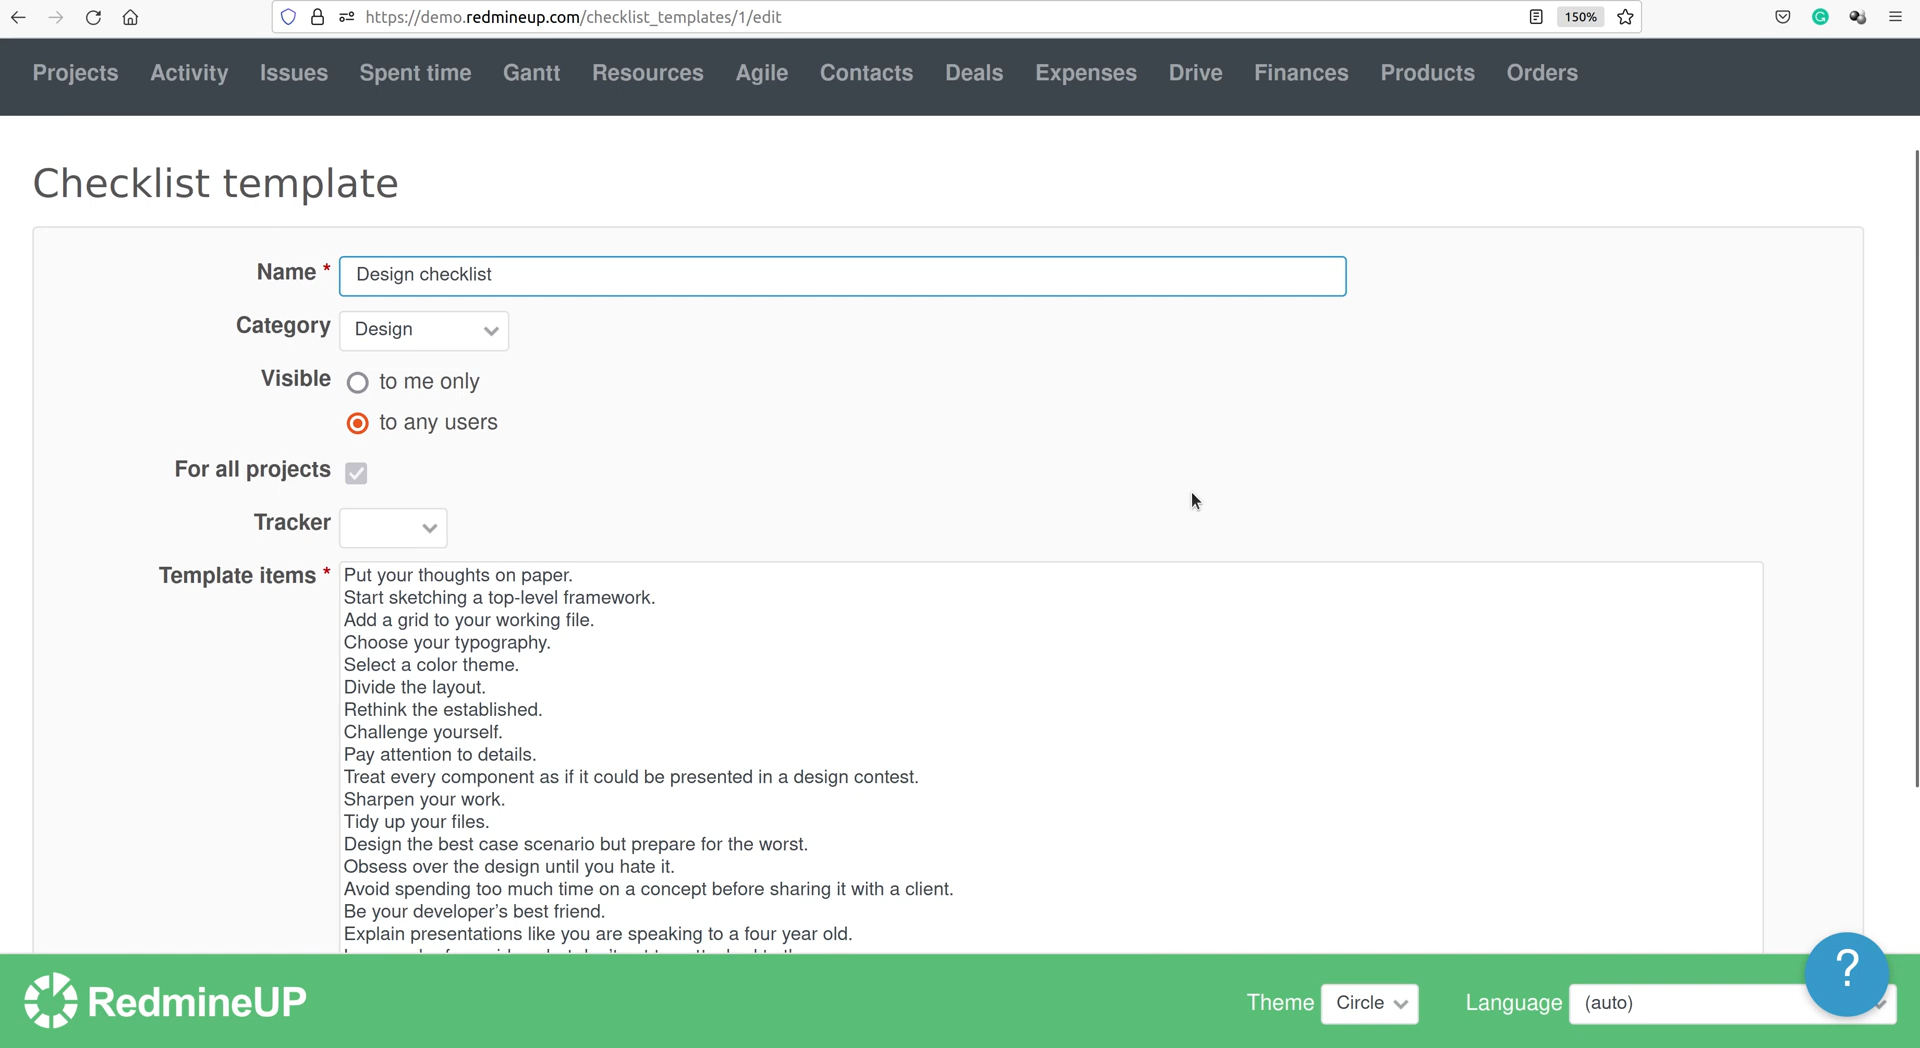 https://demo.redmineup.com/checklist_templates/1/edit
150%
Projects Activity Issues Spent time Gantt Resources Agile Contacts Deals Expenses Drive Finances Products Orders
Checklist template
Name * Design checklist
Category Design
Visible to me only
to any users
For all projects
Tracker
Template items * Put your thoughts on paper.
Start sketching a top-level framework.
Add a grid to your working file.
Choose your typography.
Select a color theme.
Divide the layout.
Rethink the established.
Challenge yourself.
Pay attention to details.
Treat every component as if it could be presented in a design contest.
Sharpen your work.
Tidy up your files.
Design the best case scenario but prepare for the worst.
Obsess over the design until you hate it.
Avoid spending too much time on a concept before sharing it with a client.
Be your developer’s best friend.
Explain presentations like you are speaking to a four year old.
RedmineUP Theme Circle Language (auto) ?